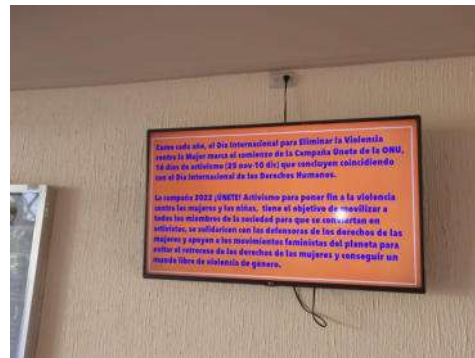 Como cada año, el Día Internacional para Eliminar la Violencia
contra la Mujer marca el comienzo de la Campaña Únete de la ONU,
16 días de activismo (25 nov-10 dic) que concluyen coincidiendo
con el Día Internacional de los Derechos Humanos.
La campaña 2022 ¡ÚNETE! Activismo para poner fin a la violencia
contra las mujeres y las niñas, tiene el objetivo de movilizar a
todos los miembros de la sociedad para que se conviertan en
activistas, se solidaricen con las defensoras de los derechos de las
mujeres y apoyen a los movimientos feministas del planeta para
evitar el retroceso de los derechos de las mujeres y conseguir un
mundo libre de violencia de género.